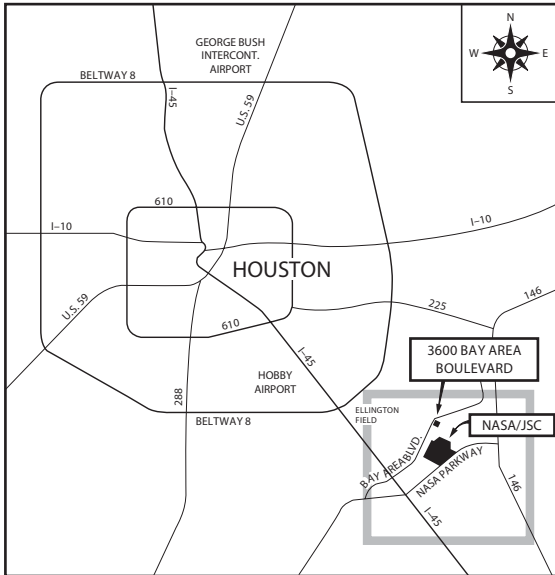 N
W
E
S
GEORGE BUSH
INTERCONT.
AIRPORT
BELTWAY 8
I–45
U.S. 59
610
I–10
I–10
HOUSTON
U.S. 59
225
146
610
I–45
3600 BAY AREA
BOULEVARD
HOBBY
AIRPORT
288
ELLINGTON
FIELD
NASA/JSC
BELTWAY 8
BAY AREA BLVD.
NASA PARKWAY
146
I–45